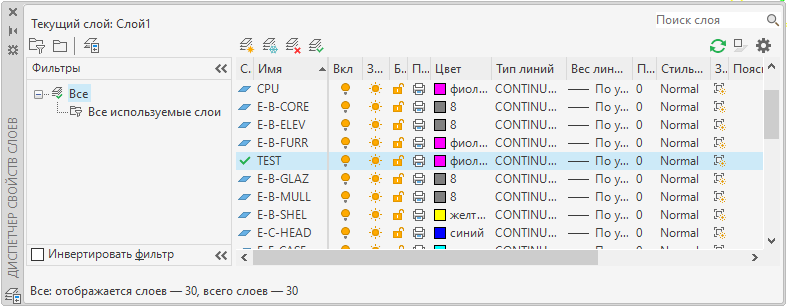 Текущий слой: Слой1
Поиск слоя
Фильтры
Все
Все используемые слои
Инвертировать фильтр
С. Имя Вкл З... Б.. П... Цвет Тип линий Вес лин... П... Стиль... З... Пояс
CPU фиол... CONTINU... По у... 0 Normal
E-B-CORE 8 CONTINU... По у... 0 Normal
E-B-ELEV 8 CONTINU... По у... 0 Normal
E-B-FURR фиол... CONTINU... По у... 0 Normal
TEST фиол... CONTINU... По у... 0 Normal
E-B-GLAZ 8 CONTINU... По у... 0 Normal
E-B-MULL 8 CONTINU... По у... 0 Normal
E-B-SHEL желт... CONTINU... По у... 0 Normal
E-C-HEAD синий CONTINU... По у... 0 Normal
ДИСПЕТЧЕР СВОЙСТВ СЛОЕВ
Все: отображается слоев — 30, всего слоев — 30